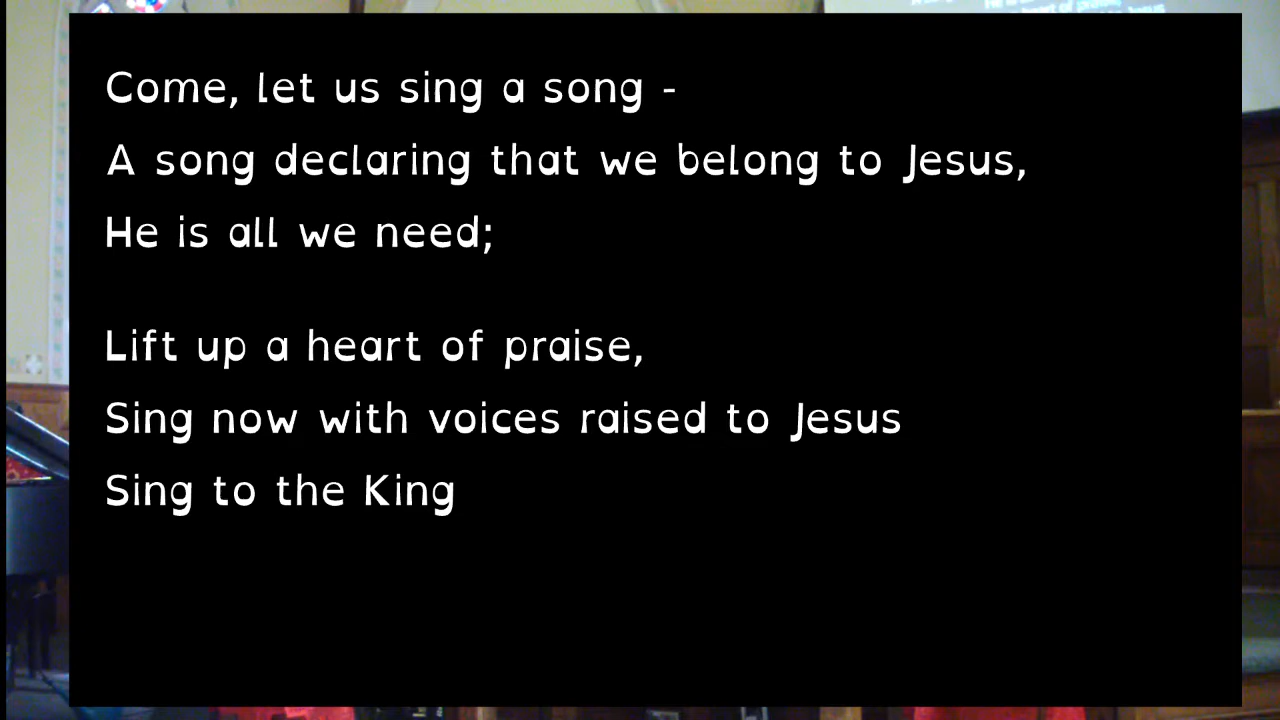 Come, let us sing a song -
A song declaring that we belong to Jesus,
He is all we need;
Lift up a heart of praise,
Sing now with voices raised to Jesus
Sing to the King